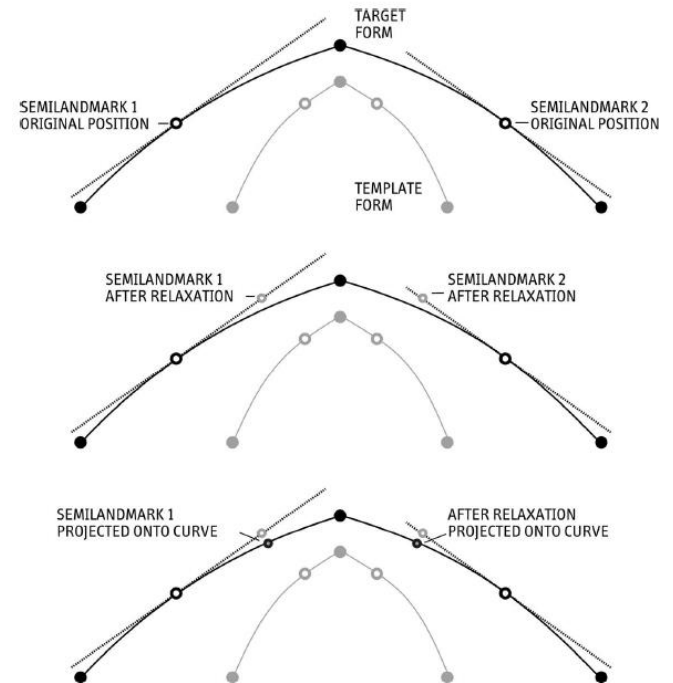 TARGET
FORM
SEMILANDMARK 1
ORIGINAL POSITION
SEMILANDMARK 2
ORIGINAL POSITION
TEMPLATE
FORM
SEMILANDMARK 1
AFTER RELAXATION
SEMILANDMARK 2
AFTER RELAXATION
SEMILANDMARK 1
PROJECTED ONTO CURVE
AFTER RELAXATION
PROJECTED ONTO CURVE